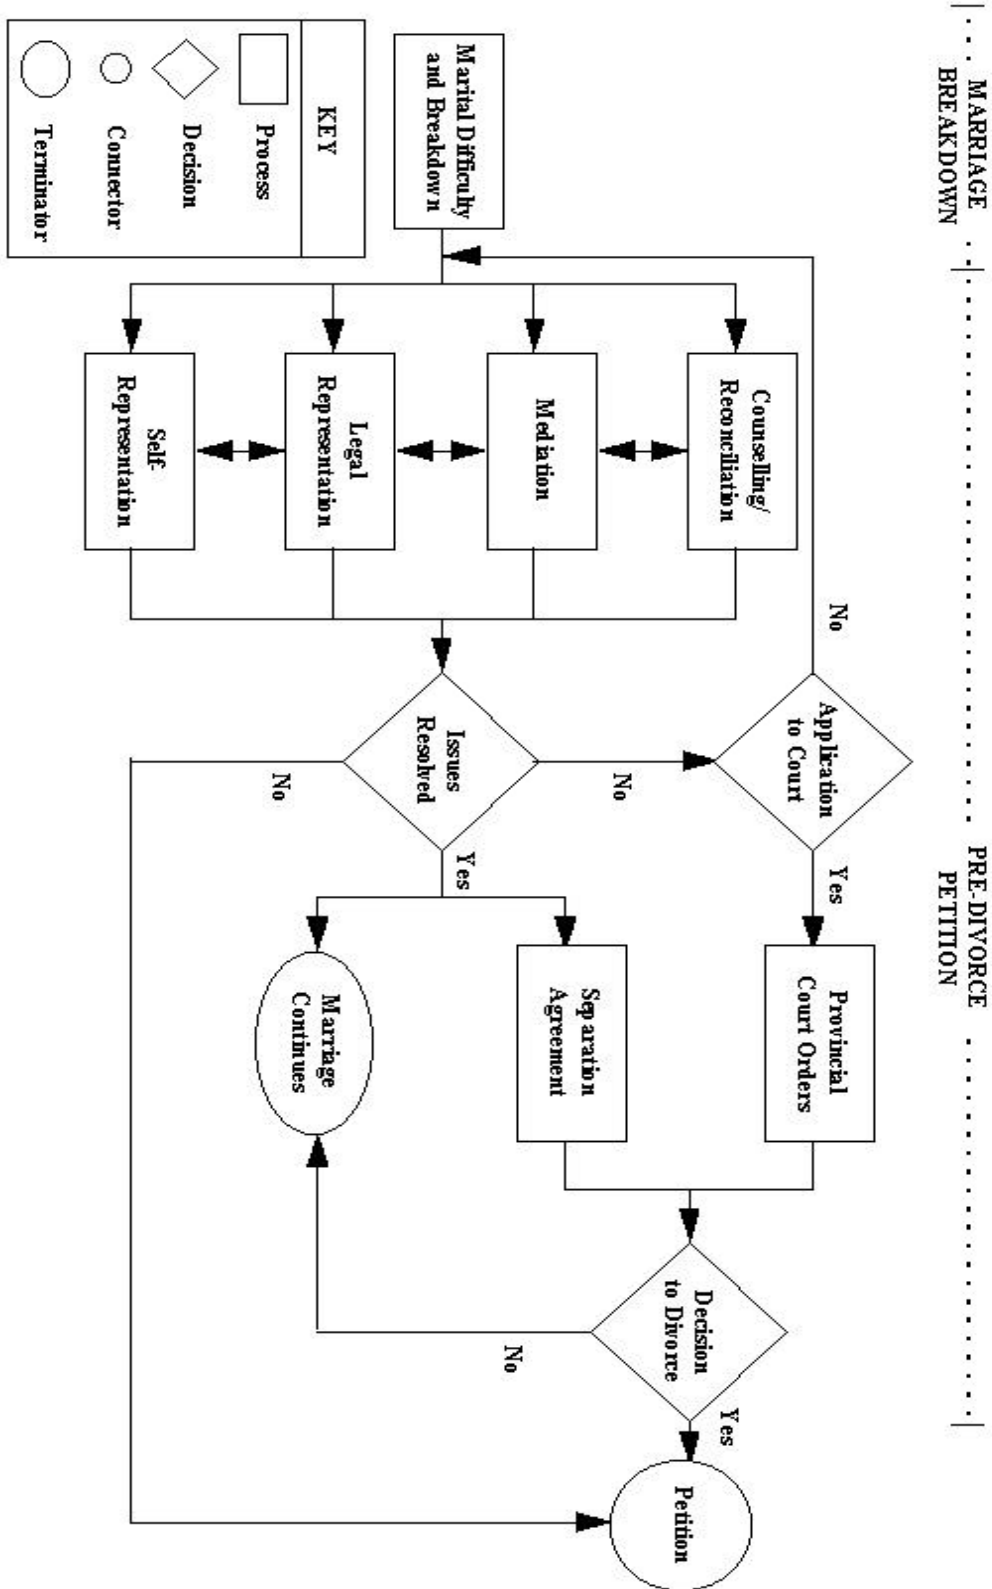 MARRIAGE
BREAKDOWN
PRE-DIVORCE
PETITION
Marital Difficulty
and Breakdown
Counselling/
Reconciliation
Mediation
Legal
Representation
Self-
Representation
No
Application
to Court
Yes
Provincial
Court Orders
No
Issues
Resolved
Yes
No
Separation
Agreement
Marriage
Continues
Decision
to Divorce
Yes
No
Petition
KEY
Process
Decision
Connector
Terminator